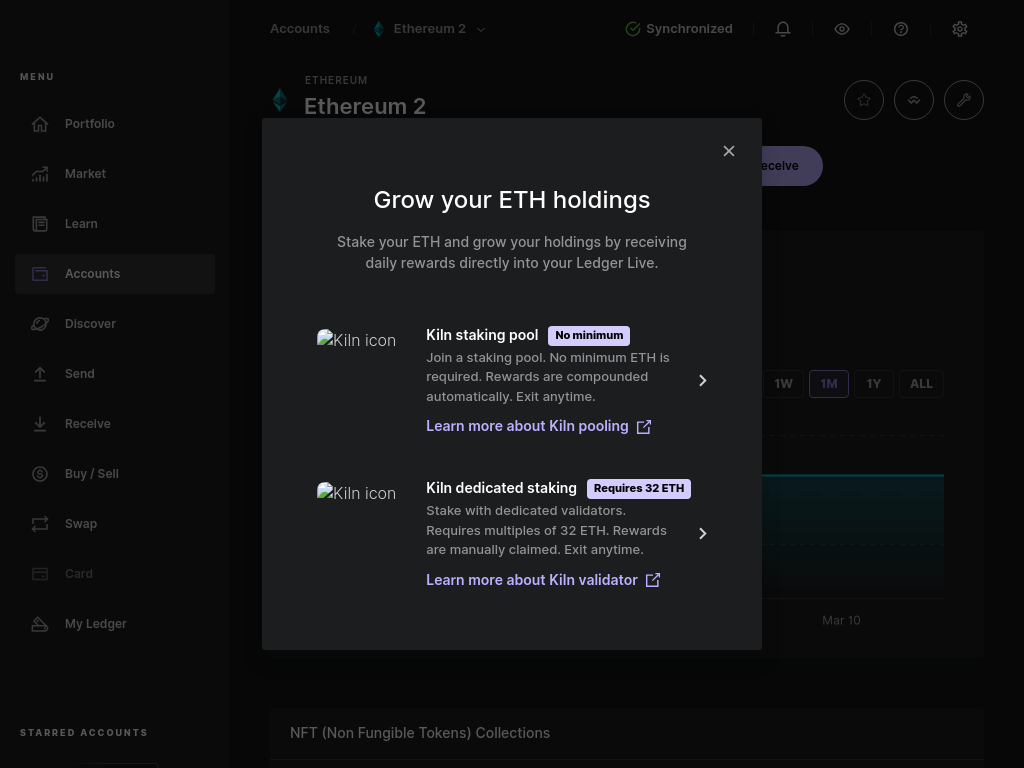 Accounts
/
Ethereum 2
Synchronized
MENU
ETHEREUM
Ethereum 2
Portfolio
Market
Learn
Accounts
Discover
Send
Receive
Buy / Sell
Swap
Card
My Ledger
STARRED ACCOUNTS
eceive
Grow your ETH holdings
Stake your ETH and grow your holdings by receiving
daily rewards directly into your Ledger Live.
Kiln icon
Kiln staking pool No minimum
Join a staking pool. No minimum ETH is
required. Rewards are compounded
automatically. Exit anytime.
Learn more about Kiln pooling
Kiln icon
Kiln dedicated staking Requires 32 ETH
Stake with dedicated validators.
Requires multiples of 32 ETH. Rewards
are manually claimed. Exit anytime.
Learn more about Kiln validator
1W 1M 1Y ALL
Mar 10
NFT (Non Fungible Tokens) Collections